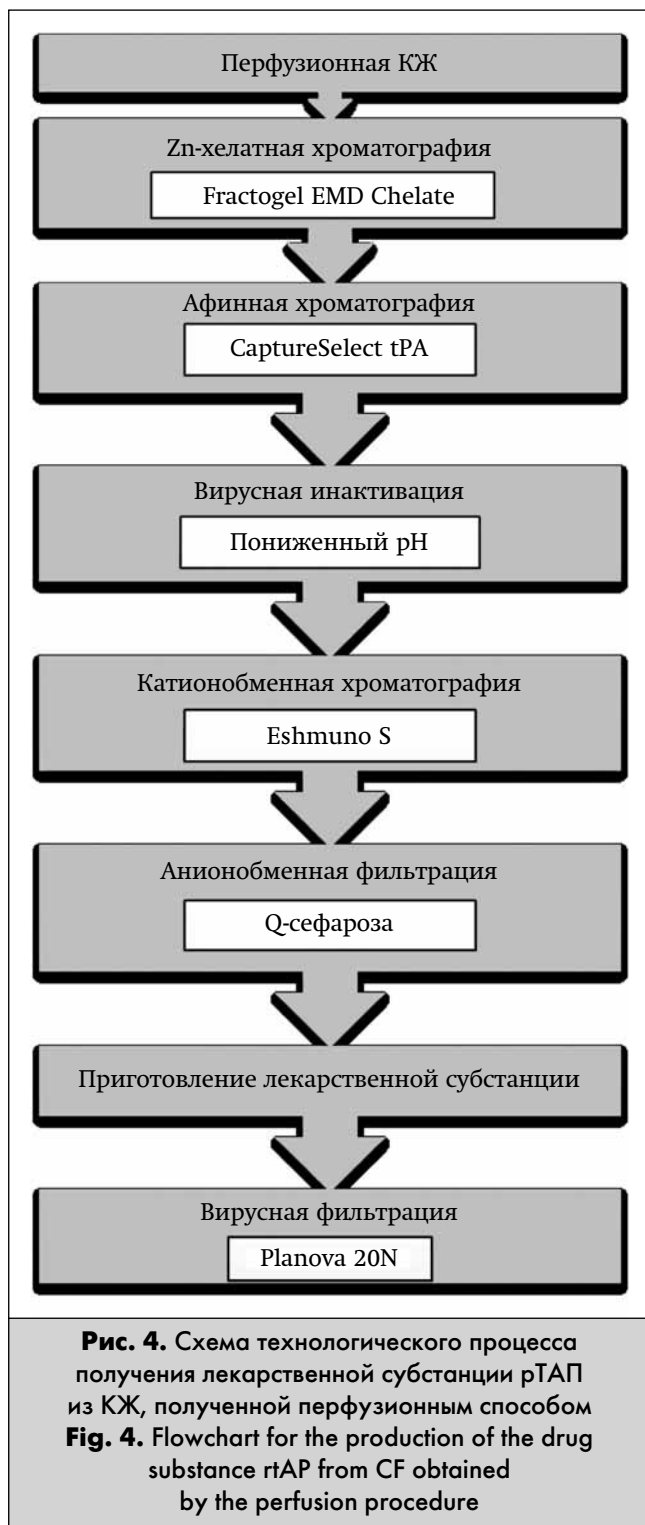 Перфузионная КЖ
Zn-хелатная хроматография
Fractogel EMD Chelate
Афинная хроматография
CaptureSelect tPA
Вирусная инактивация
Пониженный pH
Катионобменная хроматография
Eshmuno S
Анионобменная фильтрация
Q-сефароза
Приготовление лекарственной субстанции
Вирусная фильтрация
Planova 20N
Рис. 4. Схема технологического процесса
получения лекарственной субстанции рТАП
из КЖ, полученной перфузионным способом
Fig. 4. Flowchart for the production of the drug
substance rtAP from CF obtained
by the perfusion procedure